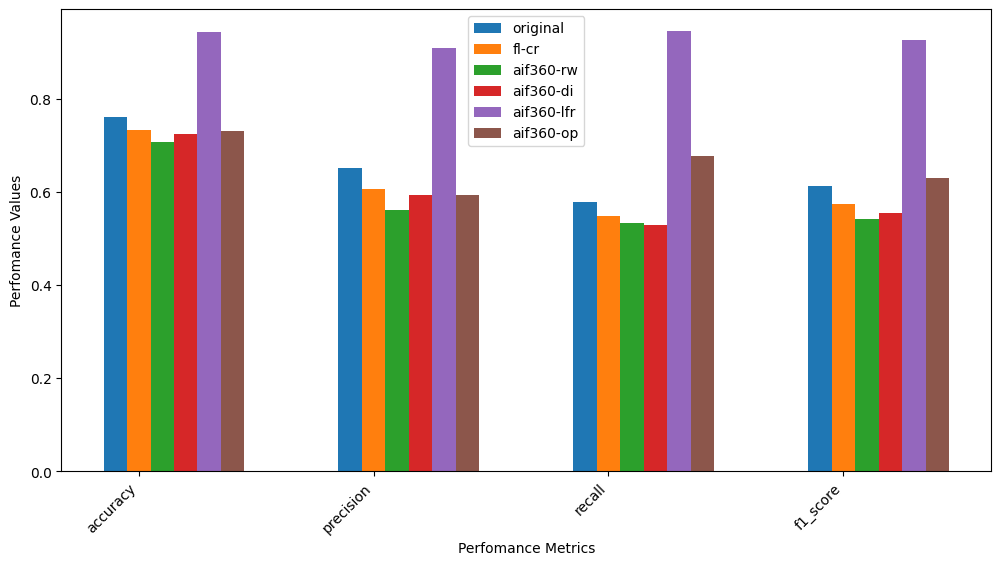 original
fl-cr
aif360-rw
aif360-di
aif360-lfr
aif360-op
Perfomance Values
0.8
0.6
0.4
0.2
0.0
accuracy
precision
recall
f1_score
Perfomance Metrics